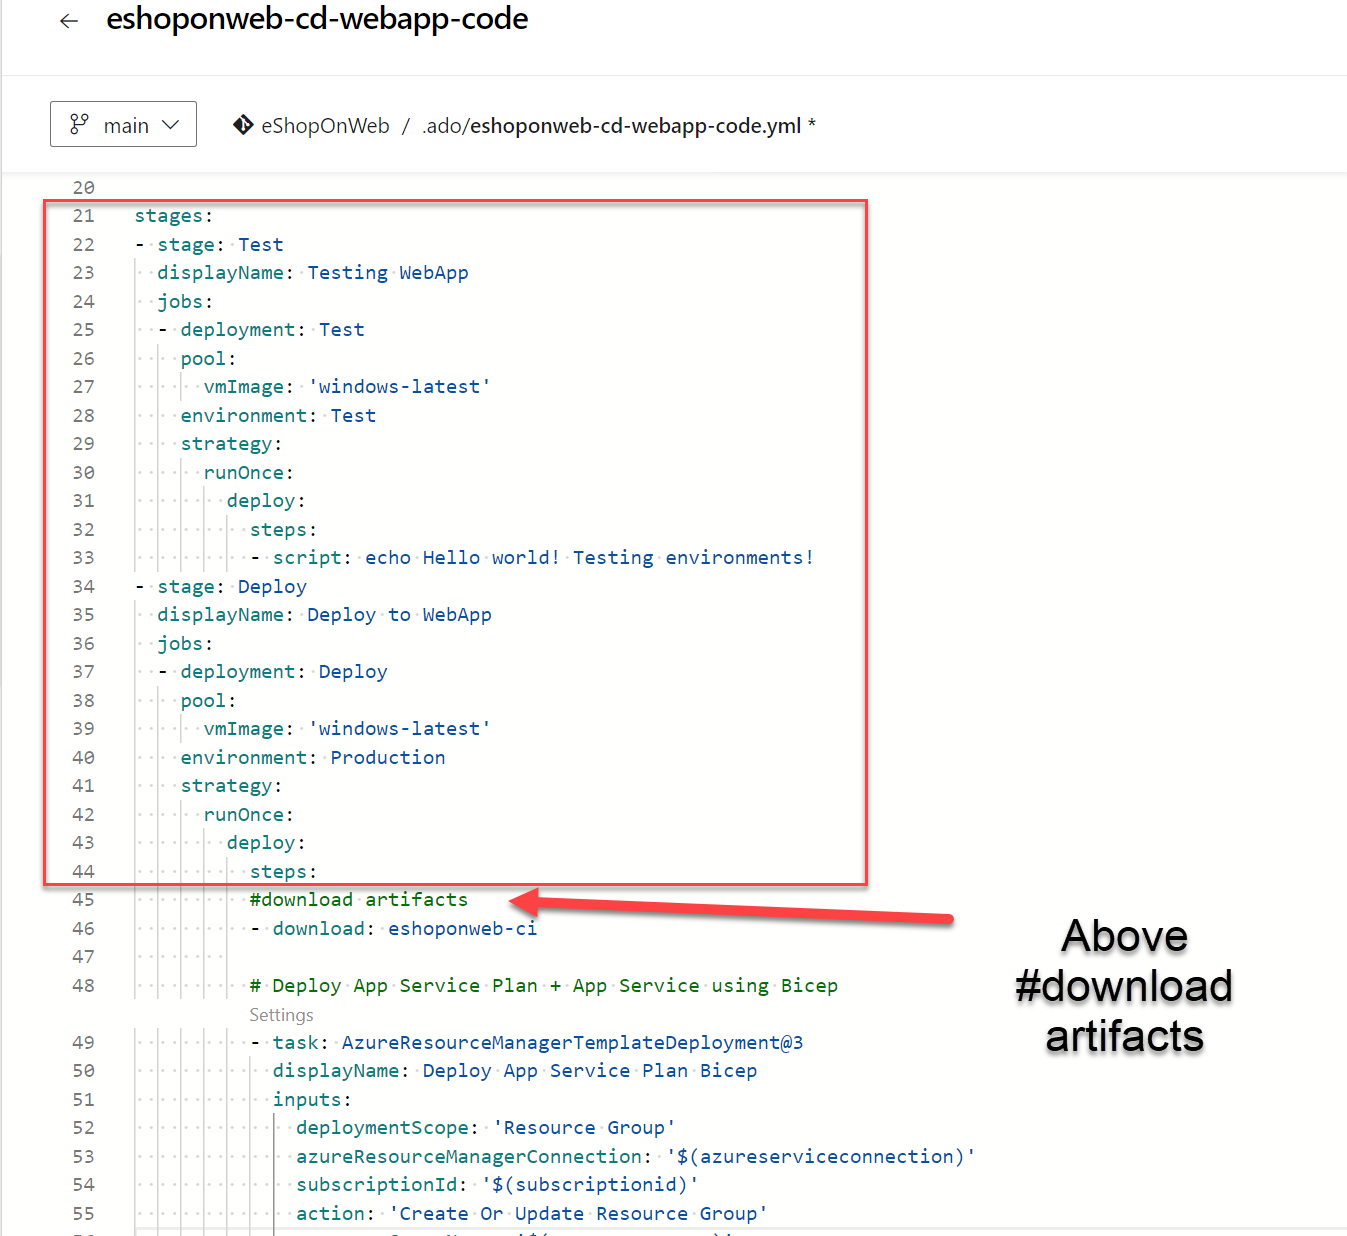 ← eshoponweb-cd-webapp-code
main eShopOnWeb / .ado/eshoponweb-cd-webapp-code.yml *
20
21 stages:
22 - stage: Test
23 displayName: Testing WebApp
24 jobs:
25 - deployment: Test
26 pool:
27 vmImage: 'windows-latest'
28 environment: Test
29 strategy:
30 runOnce:
31 deploy:
32 steps:
33 - script: echo Hello world! Testing environments!
34 - stage: Deploy
35 displayName: Deploy to WebApp
36 jobs:
37 - deployment: Deploy
38 pool:
39 vmImage: 'windows-latest'
40 environment: Production
41 strategy:
42 runOnce:
43 deploy:
44 steps:
45 #download artifacts
46 - download: eshoponweb-ci
47
48 # Deploy App Service Plan + App Service using Bicep
Settings
49 - task: AzureResourceManagerTemplateDeployment@3
50 displayName: Deploy App Service Plan Bicep
51 inputs:
52 deploymentScope: 'Resource Group'
53 azureResourceManagerConnection: '$(azureserviceconnection)'
54 subscriptionId: '$(subscriptionid)'
55 action: 'Create Or Update Resource Group'
Above
#download
artifacts